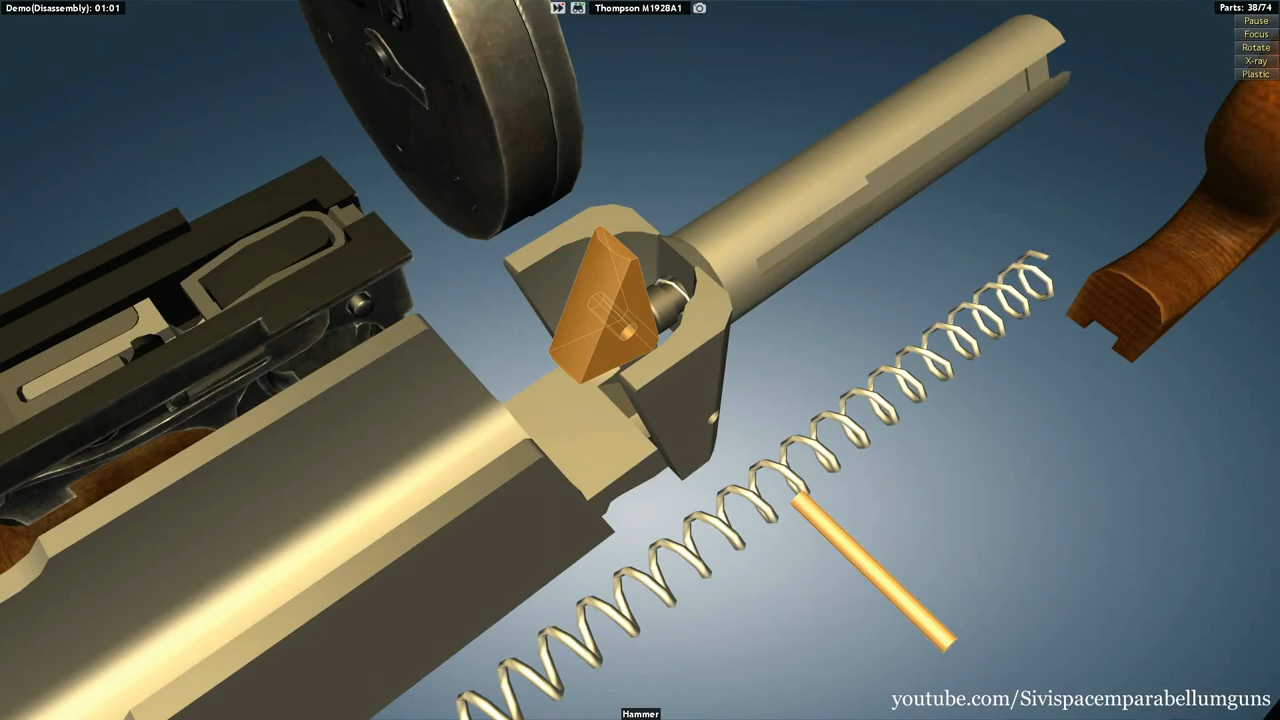 Demo(Disassembly): 01:01
Thompson M1928A1
Parts: 38/74
Pause
Focus
Rotate
X-ray
Plastic
youtube.com/Sivispacemparabellumguns
Hammer